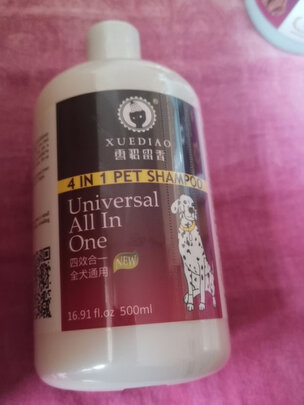 XUEDIAO
雪貂留香
4 IN 1 PET SHAMPOO
Universal
All In
One
四效合一
NEW
全犬通用
16.91 fl.oz 500ml